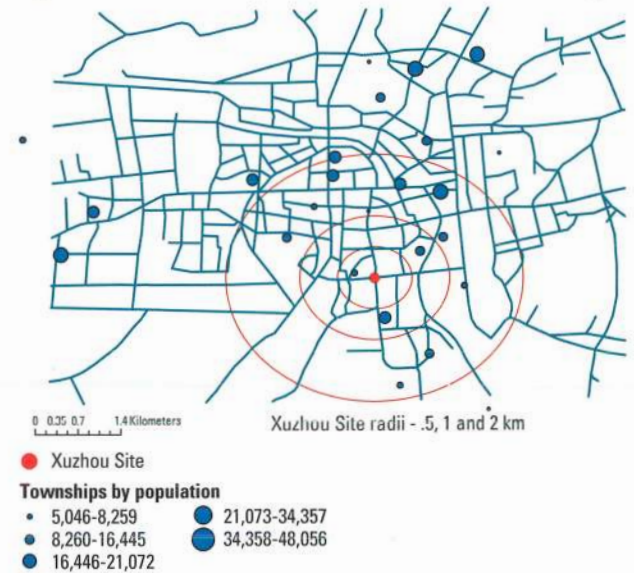 0 0.35 0.7 1.4 Kilometers
Xuzhou Site radii - .5, 1 and 2 km
Xuzhou Site
Townships by population
5,046-8,259
8,260-16,445
16,446-21,072
21,073-34,357
34,358-48,056